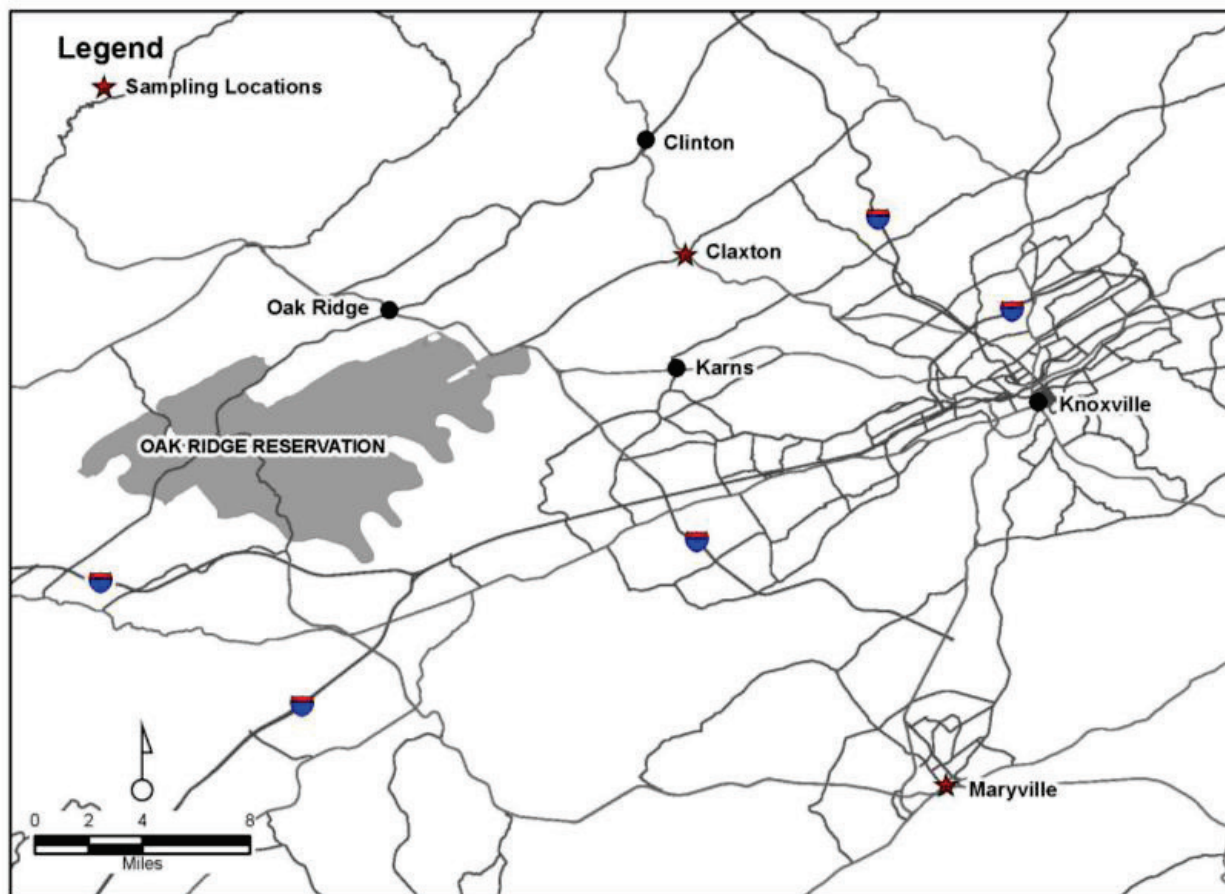 Legend
Sampling Locations
Clinton
Claxton
Oak Ridge
Karns
Knoxville
OAK RIDGE RESERVATION
Maryville
0 2 4 8
Miles